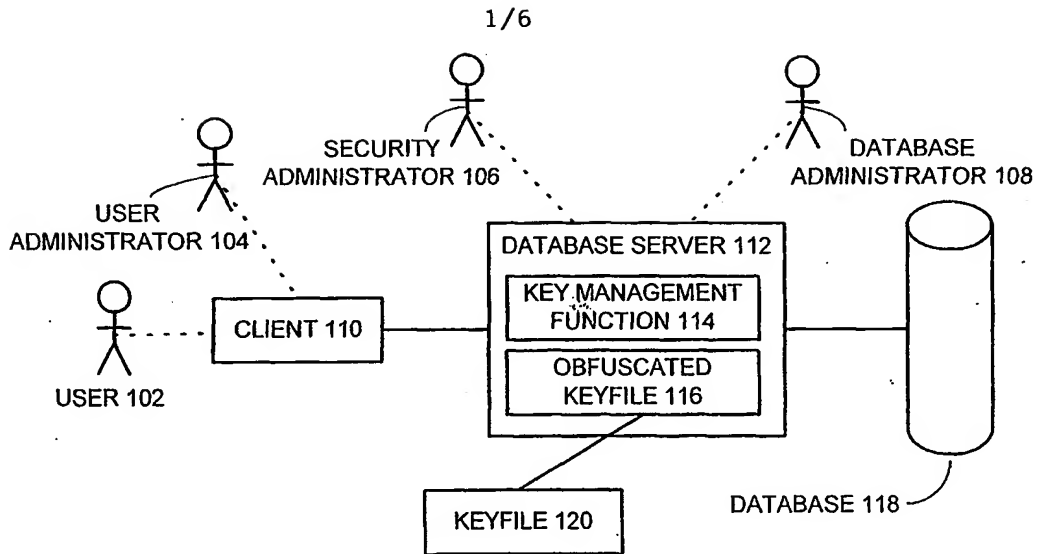 1/6
SECURITY
ADMINISTRATOR 106
DATABASE
ADMINISTRATOR 108
USER
ADMINISTRATOR 104
DATABASE SERVER 112
KEY MANAGEMENT
FUNCTION 114
CLIENT 110
OBFUSCATED
KEYFILE 116
USER 102
DATABASE 118
KEYFILE 120